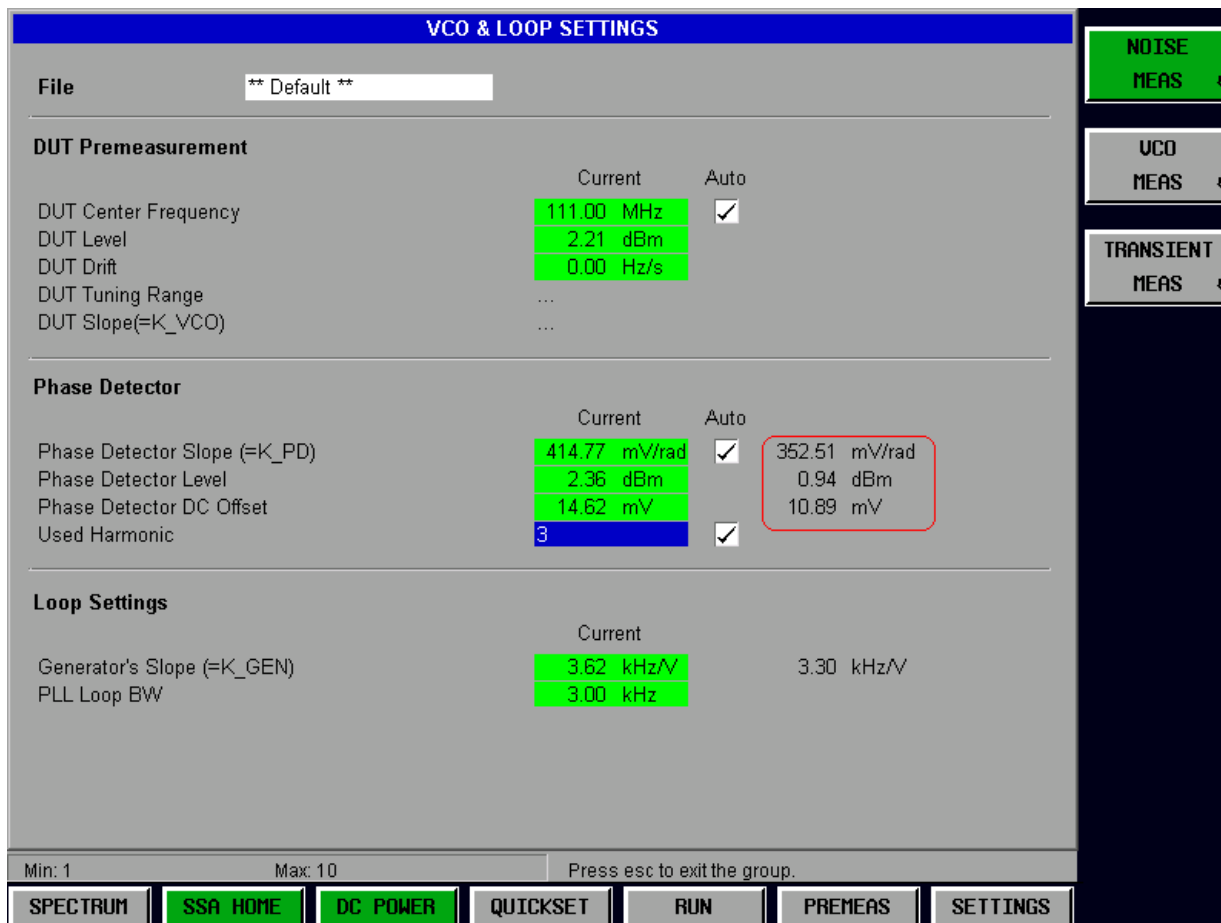 VCO & LOOP SETTINGS
File ** Default **
DUT Premeasurement
Current Auto
DUT Center Frequency 111.00 MHz
DUT Level 2.21 dBm
DUT Drift 0.00 Hz/s
DUT Tuning Range ...
DUT Slope(=K_VCO) ...
Phase Detector
Current Auto
Phase Detector Slope (=K_PD) 414.77 mV/rad 352.51 mV/rad
Phase Detector Level 2.36 dBm 0.94 dBm
Phase Detector DC Offset 14.62 mV 10.89 mV
Used Harmonic 3
Loop Settings
Current
Generator's Slope (=K_GEN) 3.62 kHz/V 3.30 kHz/V
PLL Loop BW 3.00 kHz
Min: 1 Max: 10 Press esc to exit the group.
SPECTRUM SSA HOME DC POWER QUICKSET RUN PREMEAS SETTINGS
NOISE
MEAS
VCO
MEAS
TRANSIENT
MEAS